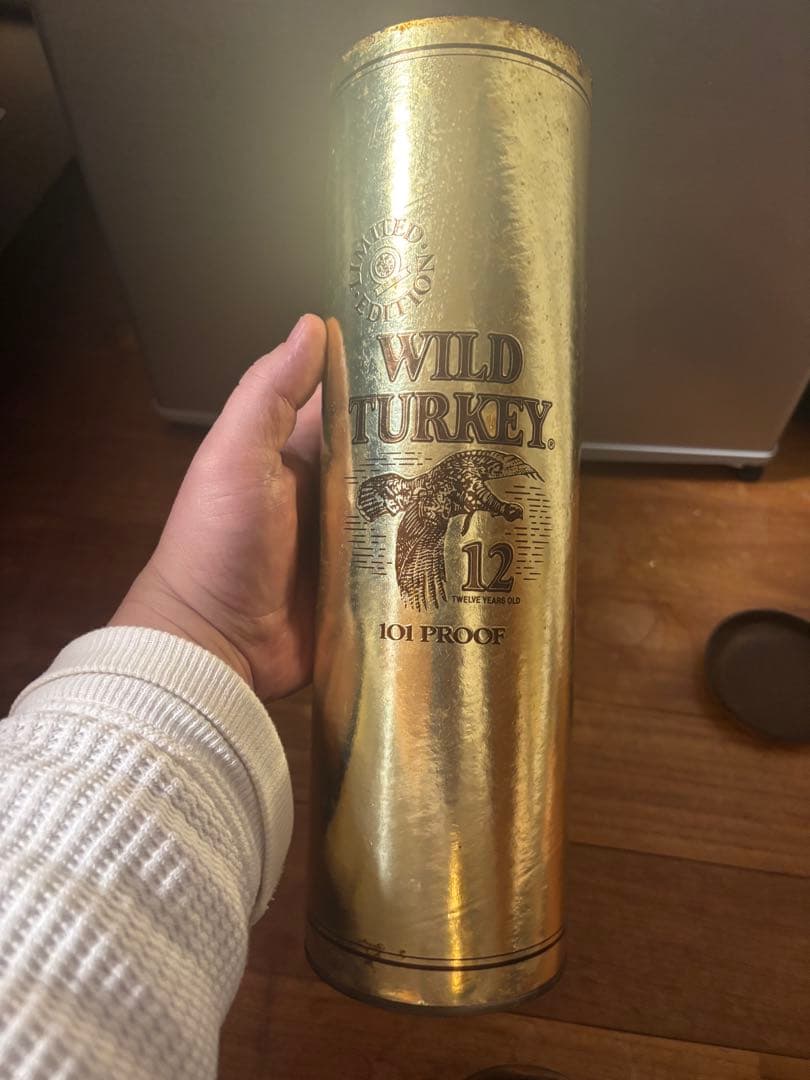 LIMITED · EDITION ·
WILD
TURKEY®
12
TWELVE YEARS OLD
101 PROOF